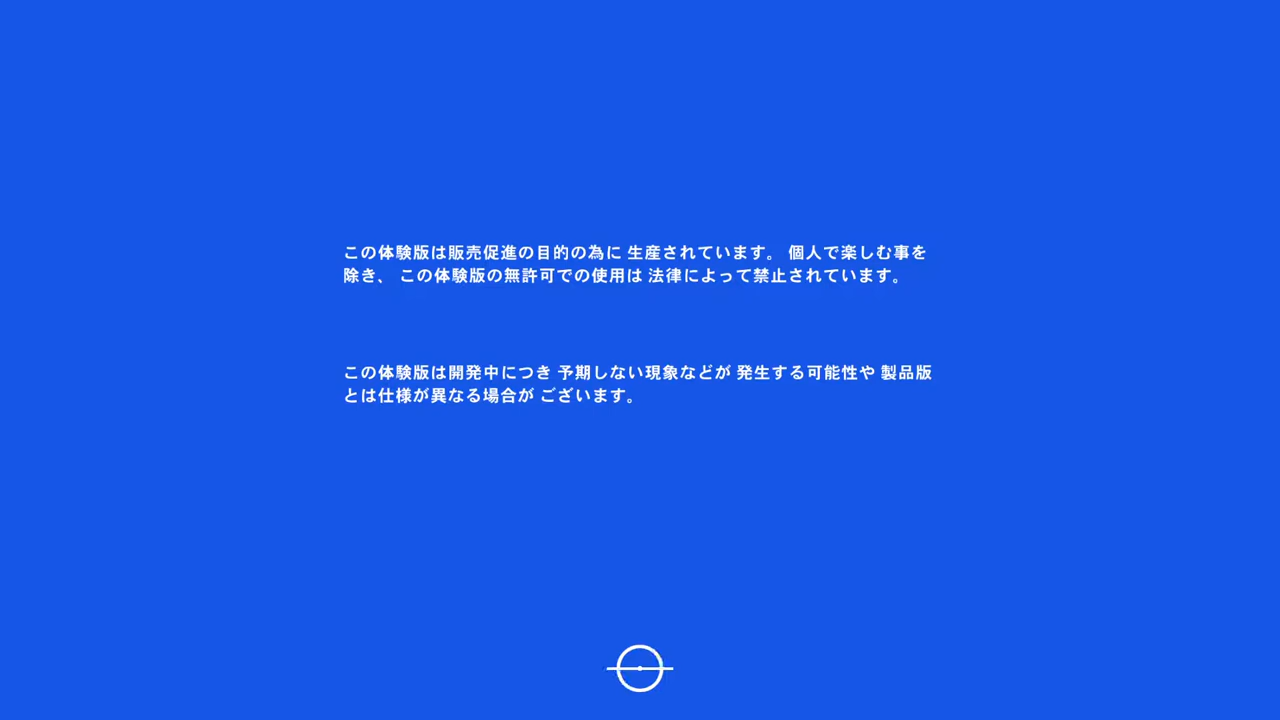 この体験版は販売促進の目的の為に 生産されています。 個人で楽しむ事を
除き、 この体験版の無許可での使用は 法律によって禁止されています。
この体験版は開発中につき 予期しない現象などが 発生する可能性や 製品版
とは仕様が異なる場合が ございます。